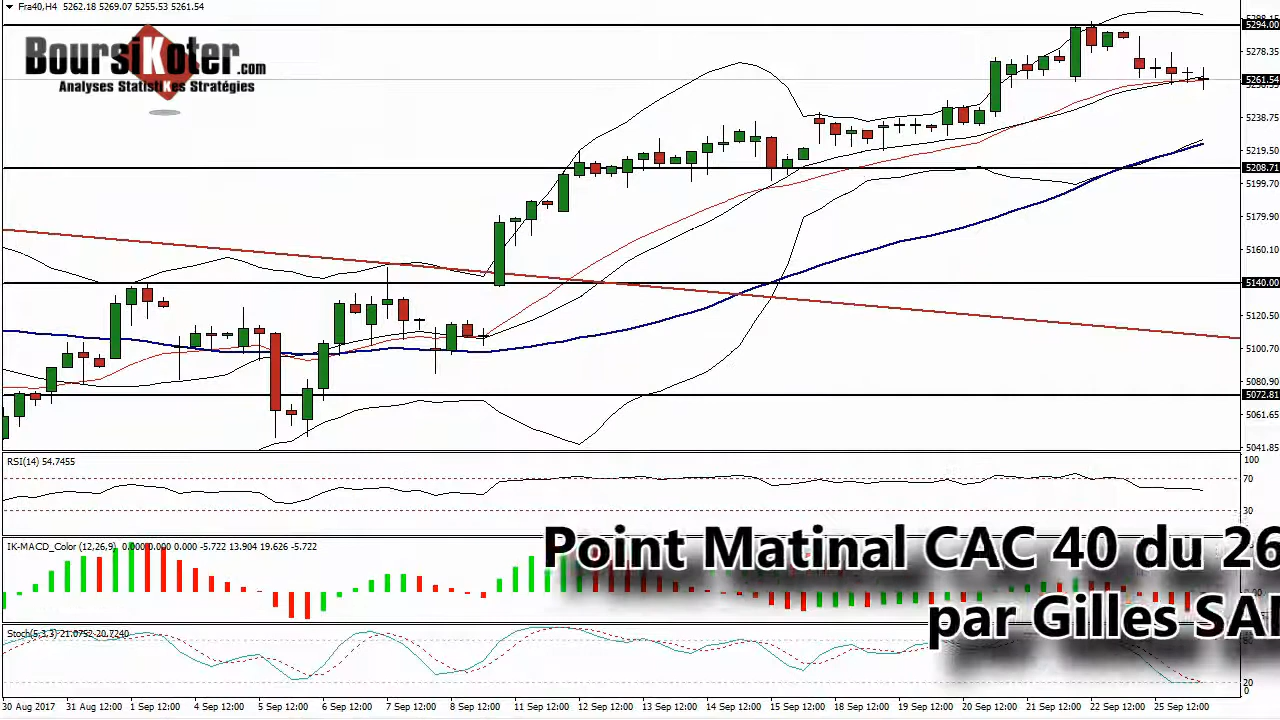 Fra40,H4 5262.18 5269.07 5255.53 5261.54
BoursiKoter.com
Analyses StatistiKes Stratégies
5294.00
5278.35
5261.54
5238.75
5219.50
5208.71
5199.70
5179.90
5160.10
5140.00
5120.50
5100.70
5080.90
5072.81
5061.65
5041.85
RSI(14) 54.7455
100
70
30
IK-MACD_Color (12,26,9) 0.000 0.000 0.000 -5.722 13.904 19.626 -5.722
Point Matinal CAC 40 du 26
par Gilles
Stoch(5,3,3) 21.0752 20.7240
20
0
30 Aug 2017 31 Aug 12:00 1 Sep 12:00 4 Sep 12:00 5 Sep 12:00 6 Sep 12:00 7 Sep 12:00 8 Sep 12:00 11 Sep 12:00 12 Sep 12:00 13 Sep 12:00 14 Sep 12:00 15 Sep 12:00 18 Sep 12:00 19 Sep 12:00 20 Sep 12:00 21 Sep 12:00 22 Sep 12:00 25 Sep 12:00